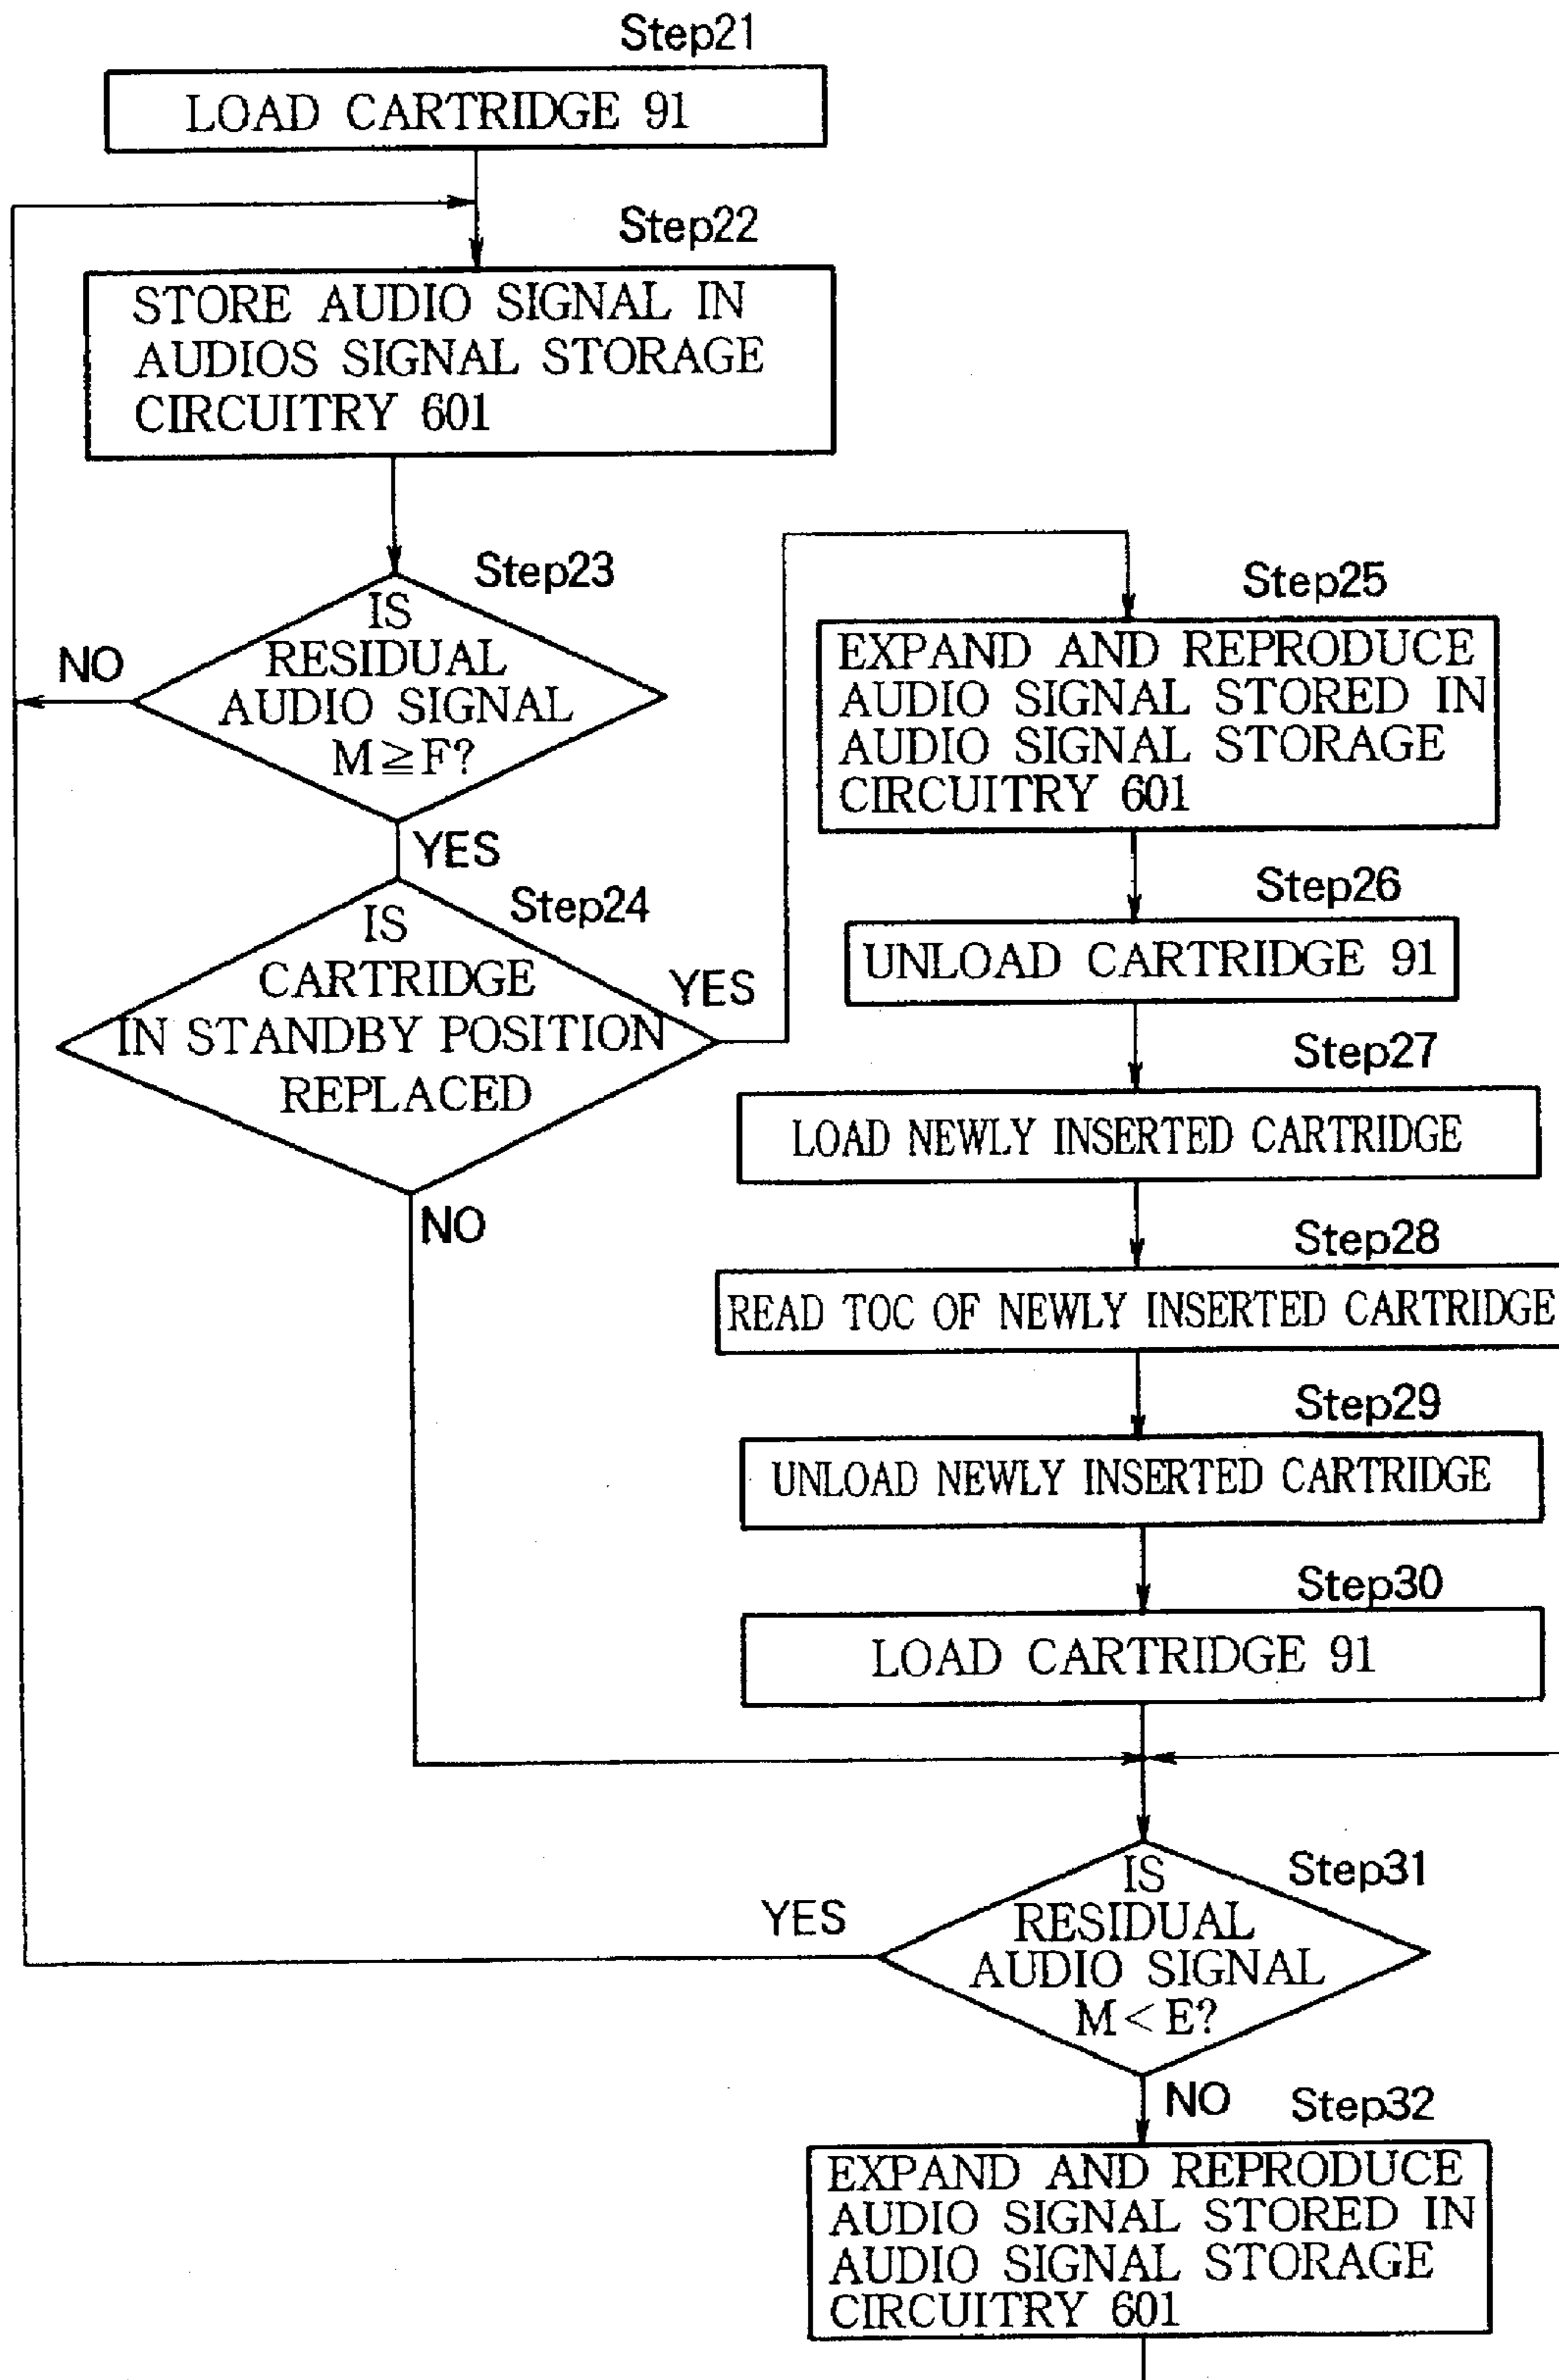 Step21
LOAD CARTRIDGE 91
Step22
STORE AUDIO SIGNAL IN
AUDIOS SIGNAL STORAGE
CIRCUITRY 601
Step23
IS
RESIDUAL
AUDIO SIGNAL
M≧F?
NO
YES
Step24
IS
CARTRIDGE
IN STANDBY POSITION
REPLACED
YES
NO
Step25
EXPAND AND REPRODUCE
AUDIO SIGNAL STORED IN
AUDIO SIGNAL STORAGE
CIRCUITRY 601
Step26
UNLOAD CARTRIDGE 91
Step27
LOAD NEWLY INSERTED CARTRIDGE
Step28
READ TOC OF NEWLY INSERTED CARTRIDGE
Step29
UNLOAD NEWLY INSERTED CARTRIDGE
Step30
LOAD CARTRIDGE 91
Step31
IS
RESIDUAL
AUDIO SIGNAL
M<E?
YES
NO
Step32
EXPAND AND REPRODUCE
AUDIO SIGNAL STORED IN
AUDIO SIGNAL STORAGE
CIRCUITRY 601